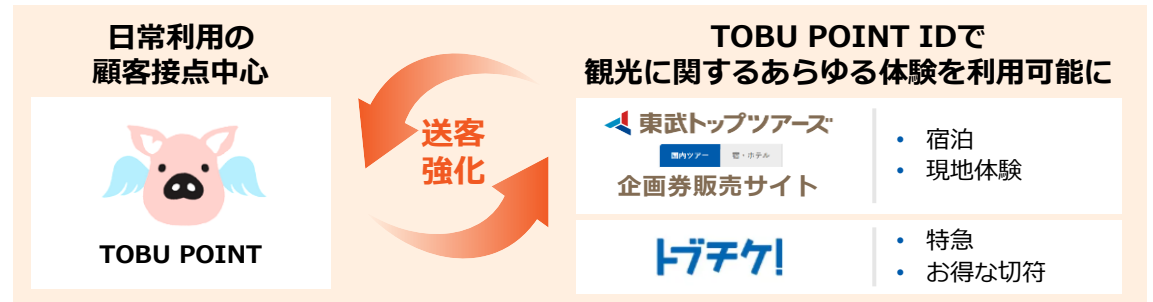 日常利用の
顧客接点中心
TOBU POINT
送客
強化
TOBU POINT IDで
観光に関するあらゆる体験を利用可能に
東武トップツアーズ
国内ツアー 宿・ホテル
企画券販売サイト
• 宿泊
• 現地体験
トブチケ!
• 特急
• お得な切符